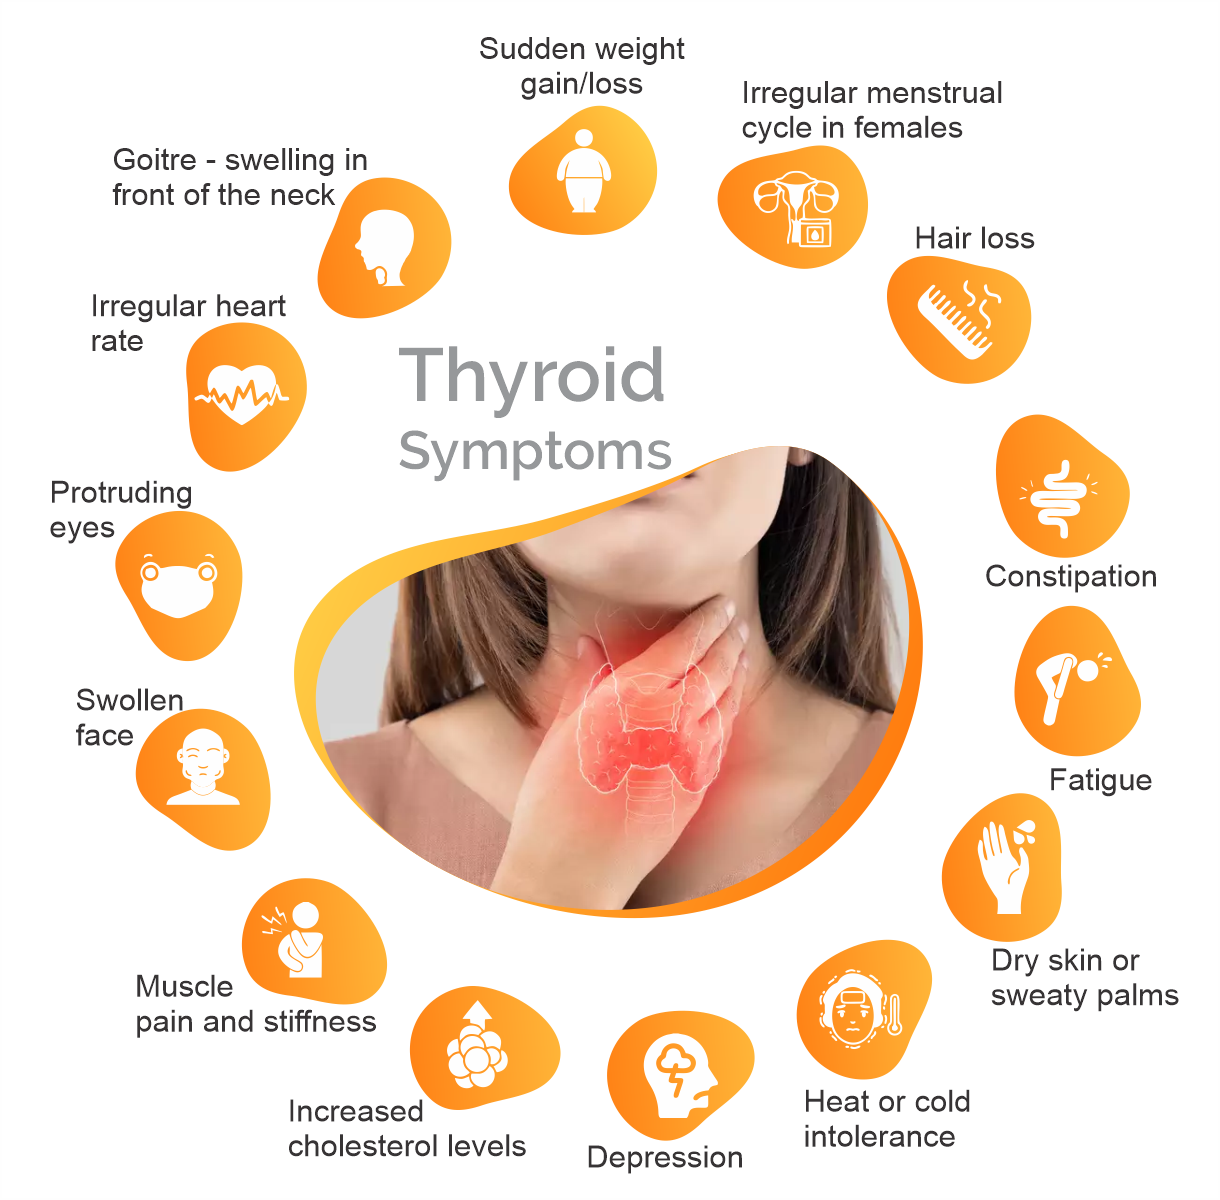 Sudden weight
gain/loss
Irregular menstrual
cycle in females
Goitre - swelling in
front of the neck
Hair loss
Irregular heart
rate
Thyroid
Symptoms
Protruding
eyes
Constipation
Swollen
face
Fatigue
Dry skin or
sweaty palms
Muscle
pain and stiffness
Heat or cold
intolerance
Increased
cholesterol levels
Depression